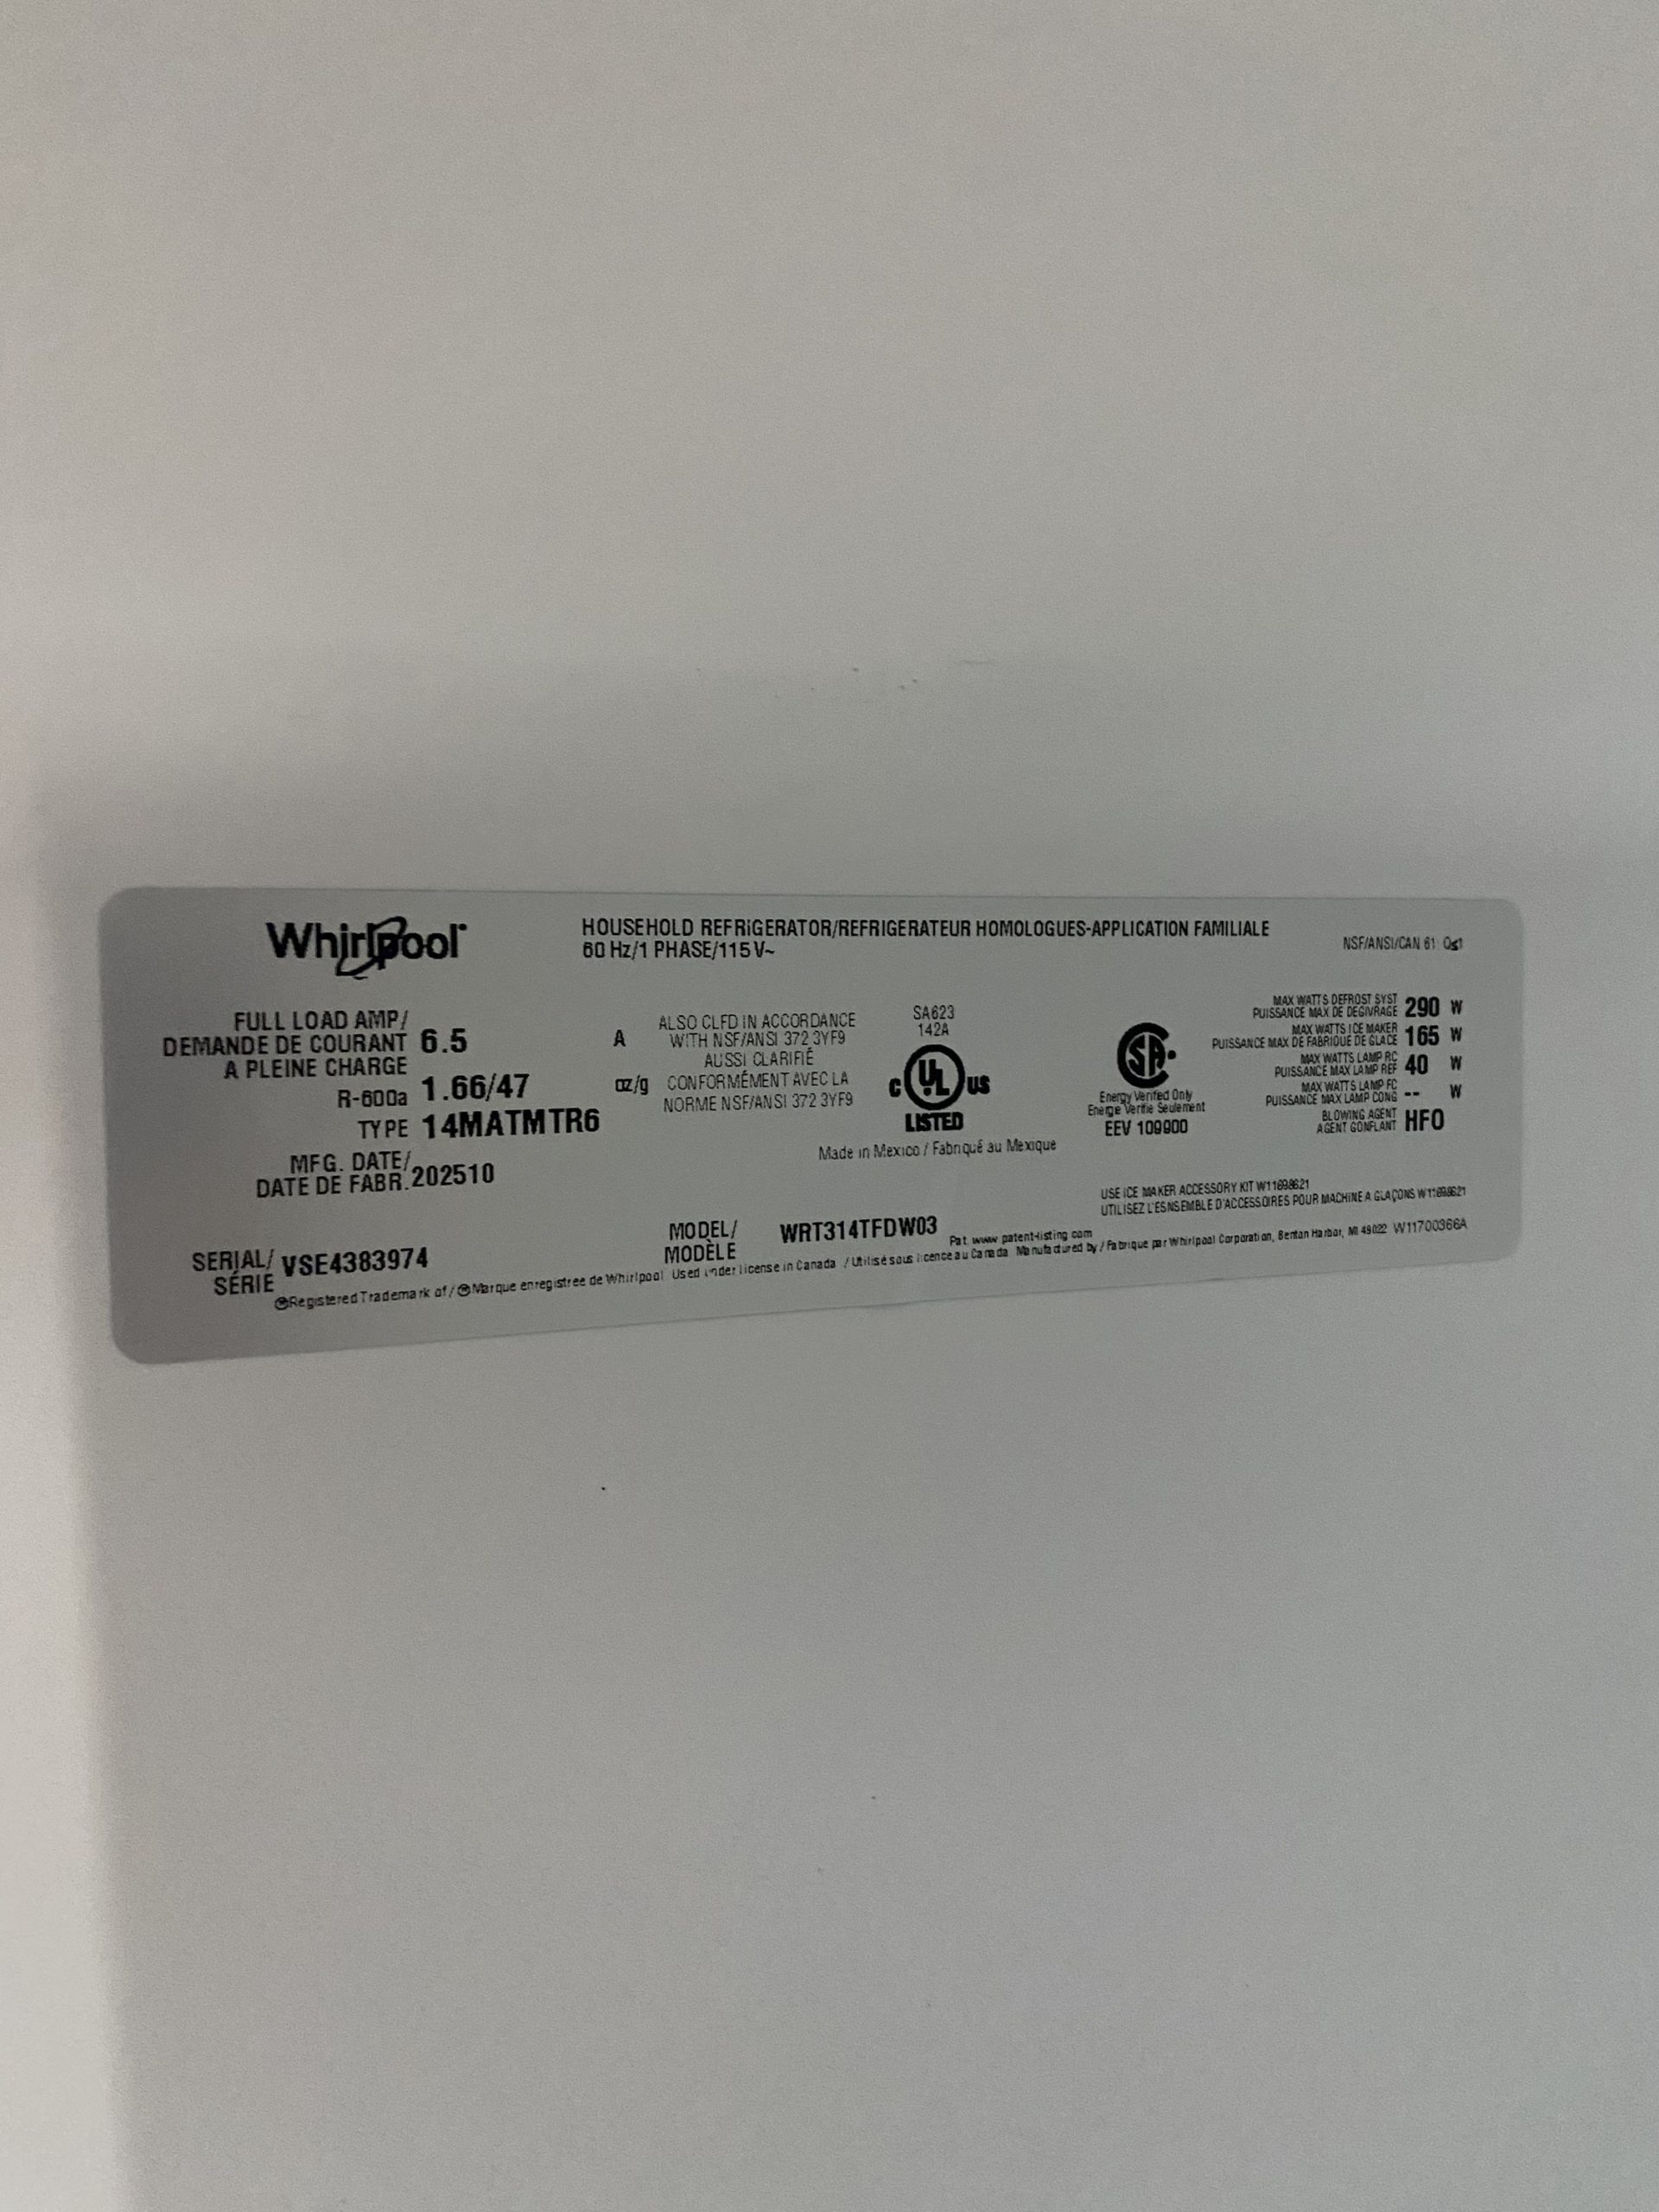 Whirlpool
HOUSEHOLD REFRIGERATOR/REFRIGERATEUR HOMOLOGUES-APPLICATION FAMILIALE
60 Hz/1 PHASE/115 V~
NSF/ANSI/CAN 61: Q≤1
FULL LOAD AMP/
DEMANDE DE COURANT 6.5 A
A PLEINE CHARGE
R-600a 1.66/47 oz/g
TYPE 14MATMTR6
MFG. DATE/
DATE DE FABR. 202510
ALSO CLFD IN ACCORDANCE
WITH NSF/ANSI 372 3YF9
AUSSI CLARIFIÉ
CONFORMÉMENT AVEC LA
NORME NSF/ANSI 372 3YF9
SA623
142A
C UL US
LISTED
Made in Mexico / Fabriqué au Mexique
SA
Energy Verified Only
Energie Verifie Seulement
EEV 109900
MAX WATTS DEFROST SYST
PUISSANCE MAX DE DEGIVRAGE 290 W
MAX WATTS ICE MAKER
PUISSANCE MAX DE FABRIQUE DE GLACE 165 W
MAX WATTS LAMP RC
PUISSANCE MAX LAMP REF 40 W
MAX WATTS LAMP FC
PUISSANCE MAX LAMP CONG -- W
BLOWING AGENT
AGENT GONFLANT HFO
USE ICE MAKER ACCESSORY KIT W11698621
UTILISEZ L'ESNSEMBLE D'ACCESSOIRES POUR MACHINE A GLAÇONS W11698621
MODEL/
MODÈLE WRT314TFDW03
Pat. www.patent-listing.com
SERIAL/
SÉRIE VSE4383974
®Registered Trademark of / ®Marque enregistree de Whirlpool Used under license in Canada / Utilisé sous licence au Canada Manufactured by / Fabrique par Whirlpool Corporation, Benton Harbor, MI 49022 W11700366A